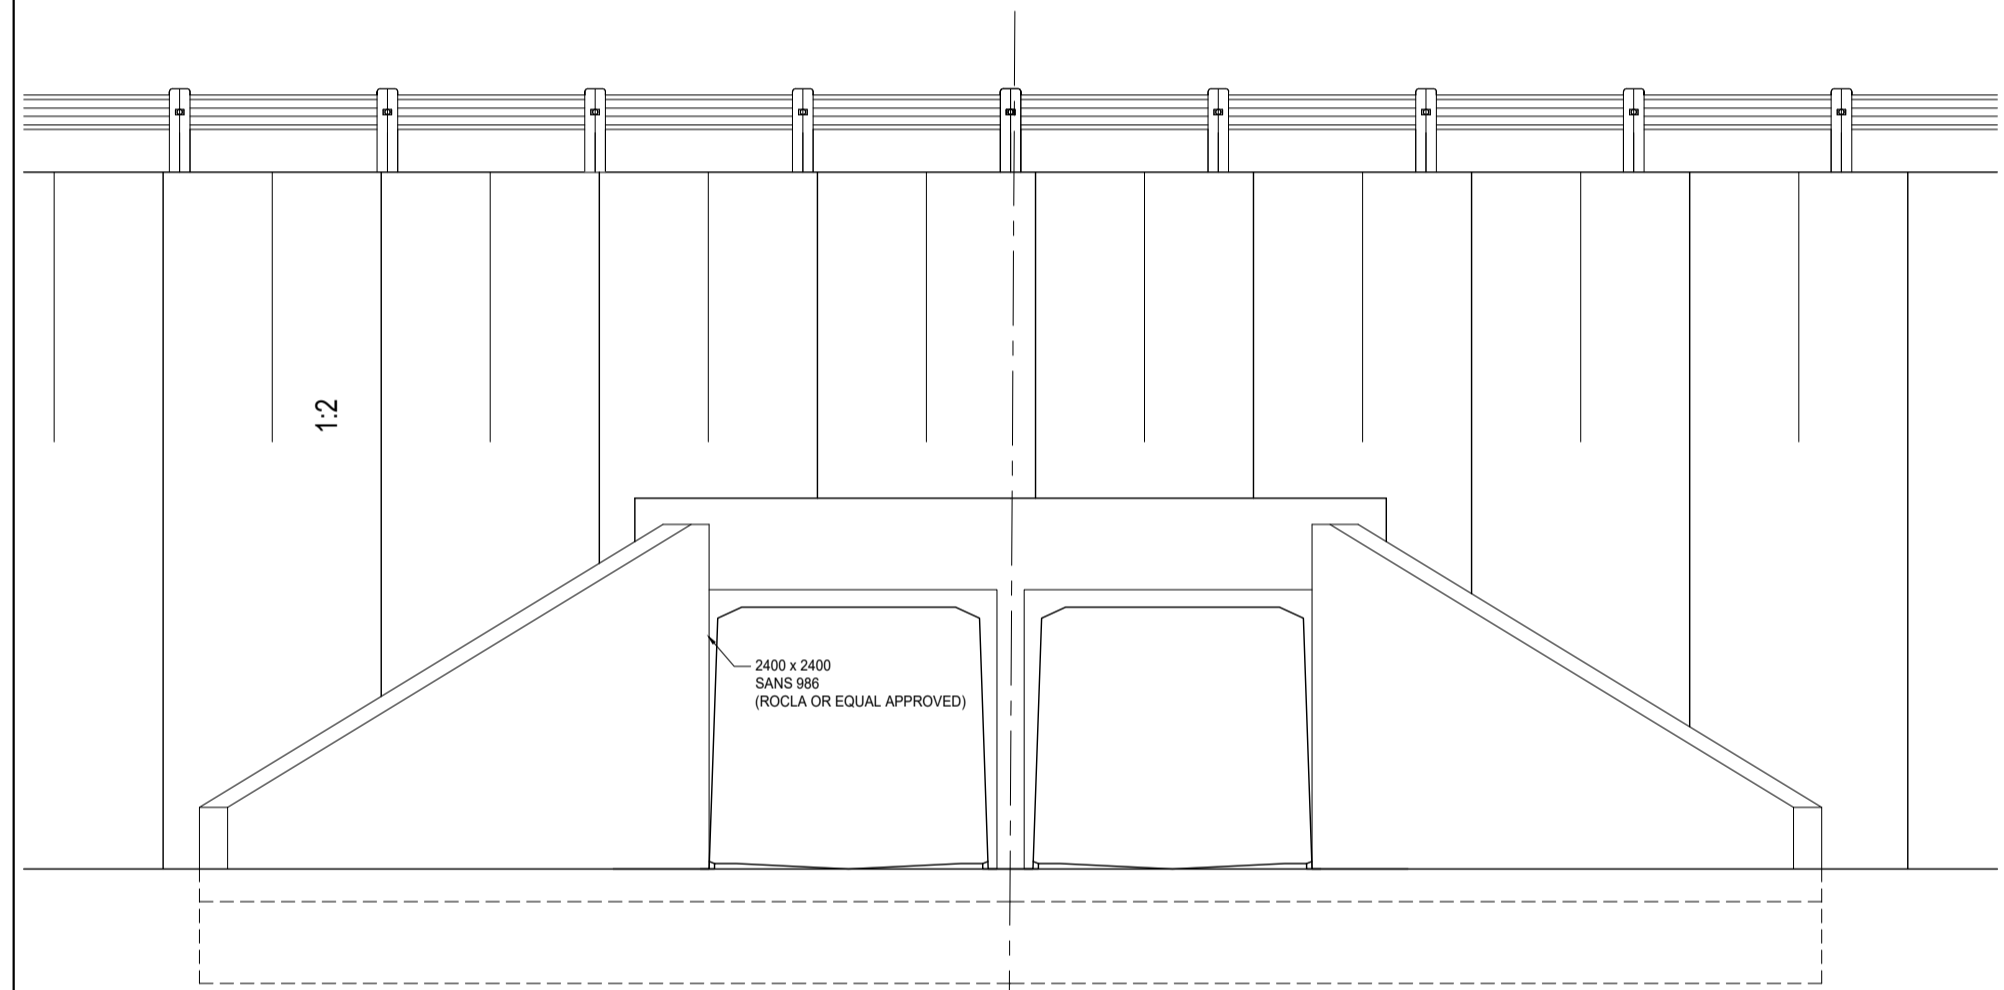 1:2
2400 x 2400
SANS 986
(ROCLA OR EQUAL APPROVED)